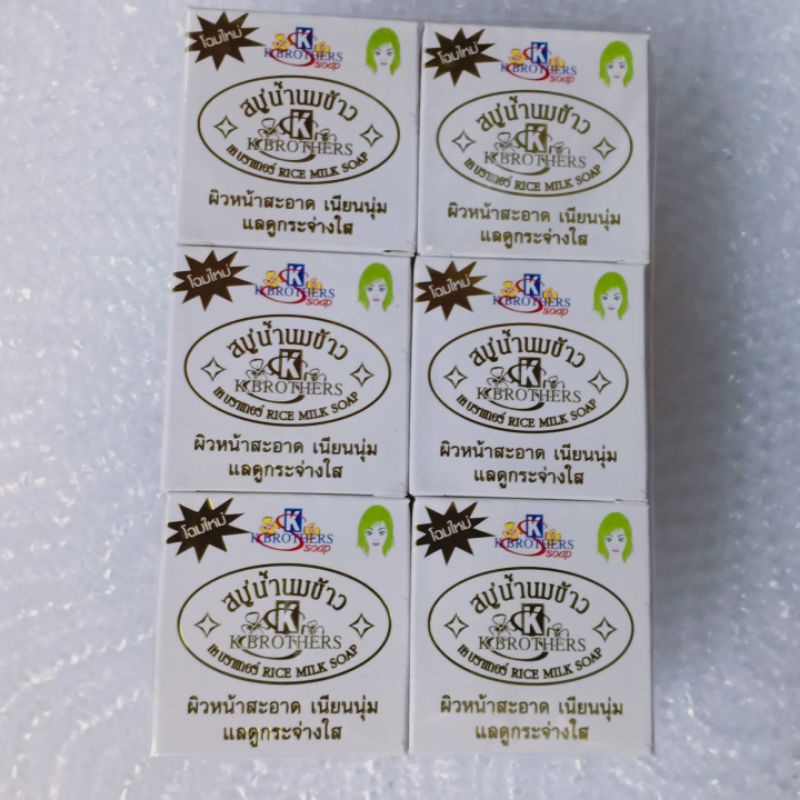 โฉมใหม่
K
K BROTHERS
soap
สบู่น้ำนมข้าว
K
K BROTHERS
เค บราเทอร์ RICE MILK SOAP
ผิวหน้าสะอาด เนียนนุ่ม
แลดูกระจ่างใส
โฉมใหม่
K
K BROTHERS
soap
สบู่น้ำนมข้าว
K
K BROTHERS
เค บราเทอร์ RICE MILK SOAP
ผิวหน้าสะอาด เนียนนุ่ม
แลดูกระจ่างใส
โฉมใหม่
K
K BROTHERS
soap
สบู่น้ำนมข้าว
K
K BROTHERS
เค บราเทอร์ RICE MILK SOAP
ผิวหน้าสะอาด เนียนนุ่ม
แลดูกระจ่างใส
โฉมใหม่
K
K BROTHERS
soap
สบู่น้ำนมข้าว
K
K BROTHERS
เค บราเทอร์ RICE MILK SOAP
ผิวหน้าสะอาด เนียนนุ่ม
แลดูกระจ่างใส
โฉมใหม่
K
K BROTHERS
soap
สบู่น้ำนมข้าว
K
K BROTHERS
เค บราเทอร์ RICE MILK SOAP
ผิวหน้าสะอาด เนียนนุ่ม
แลดูกระจ่างใส
โฉมใหม่
K
K BROTHERS
soap
สบู่น้ำนมข้าว
K
K BROTHERS
เค บราเทอร์ RICE MILK SOAP
ผิวหน้าสะอาด เนียนนุ่ม
แลดูกระจ่างใส